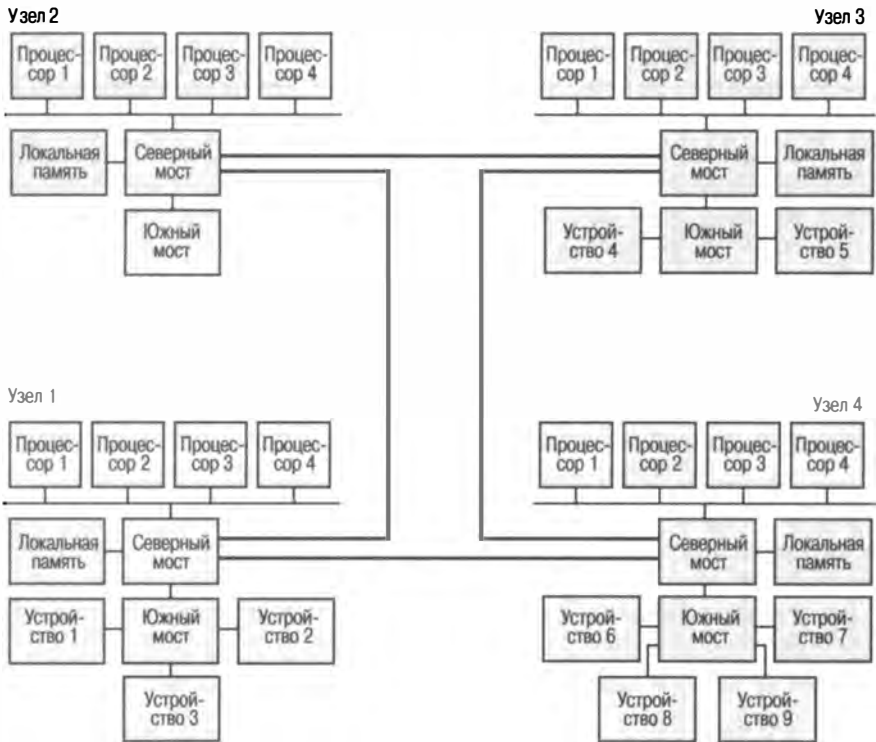 Узел 2
Узел 3
Процес-
сор 1
Процес-
сор 2
Процес-
сор 3
Процес-
сор 4
Процес-
сор 1
Процес-
сор 2
Процес-
сор 3
Процес-
сор 4
Локальная
память
Северный
мост
Северный
мост
Локальная
память
Южный
мост
Устрой-
ство 4
Южный
мост
Устрой-
ство 5
Узел 1
Узел 4
Процес-
сор 1
Процес-
сор 2
Процес-
сор 3
Процес-
сор 4
Процес-
сор 1
Процес-
сор 2
Процес-
сор 3
Процес-
сор 4
Локальная
память
Северный
мост
Северный
мост
Локальная
память
Устрой-
ство 1
Южный
мост
Устрой-
ство 2
Устрой-
ство 6
Южный
мост
Устрой-
ство 7
Устрой-
ство 3
Устрой-
ство 8
Устрой-
ство 9